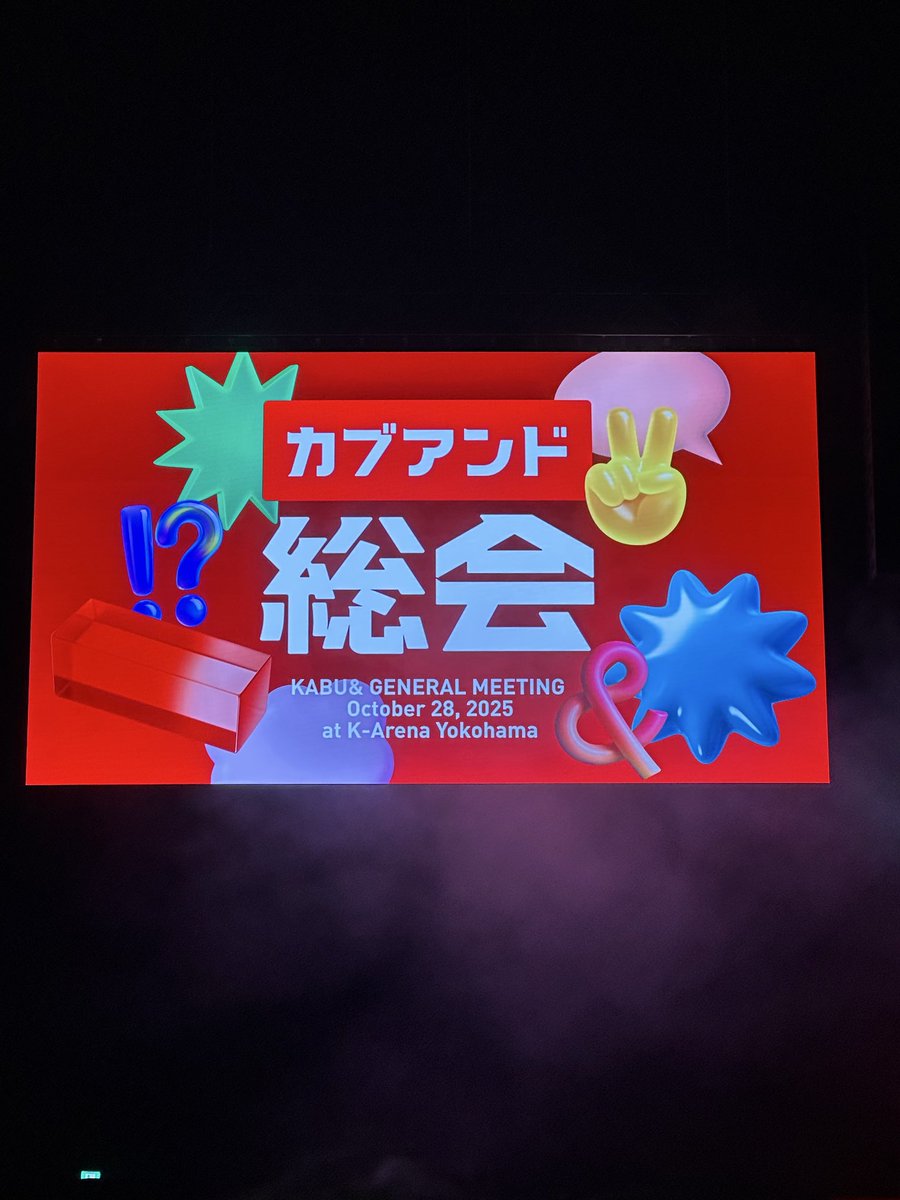 カブアンド
総会
KABU& GENERAL MEETING
October 28, 2025
at K-Arena Yokohama
!?
&